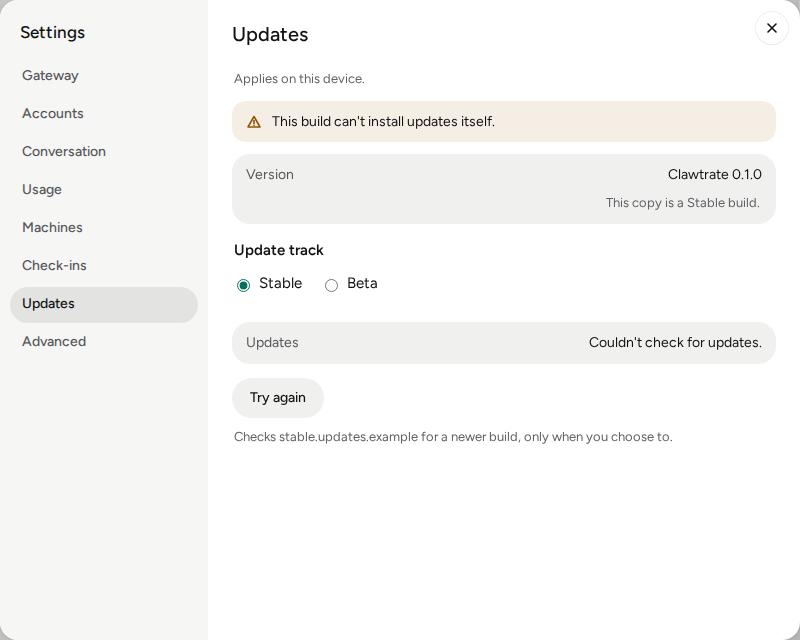 Settings
Gateway
Accounts
Conversation
Usage
Machines
Check-ins
Updates
Advanced
Updates
Applies on this device.
This build can't install updates itself.
Version
Clawtrate 0.1.0
This copy is a Stable build.
Update track
Stable
Beta
Updates
Couldn't check for updates.
Try again
Checks stable.updates.example for a newer build, only when you choose to.